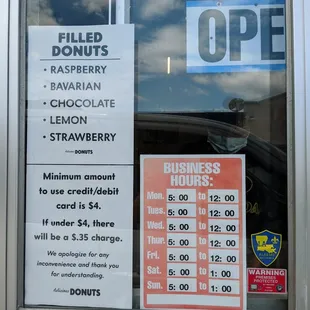 FILLED
DONUTS
• RASPBERRY
• BAVARIAN
• CHOCOLATE
• LEMON
• STRAWBERRY
DONUTS
Minimum amount
to use credit/debit
card is $4.
If under $4, there
will be a $.35 charge.
We apologize for any
inconvenience and thank you
for understanding.
delicious DONUTS
OPE
BUSINESS
HOURS:
Mon. 5: 00 to 12: 00
Tues. 5: 00 to 12: 00
Wed. 5: 00 to 12: 00
Thur. 5: 00 to 12: 00
Fri. 5: 00 to 12: 00
Sat. 5: 00 to 1: 00
Sun. 5: 00 to 1: 00
WARNING
PREMISES
PROTECTED